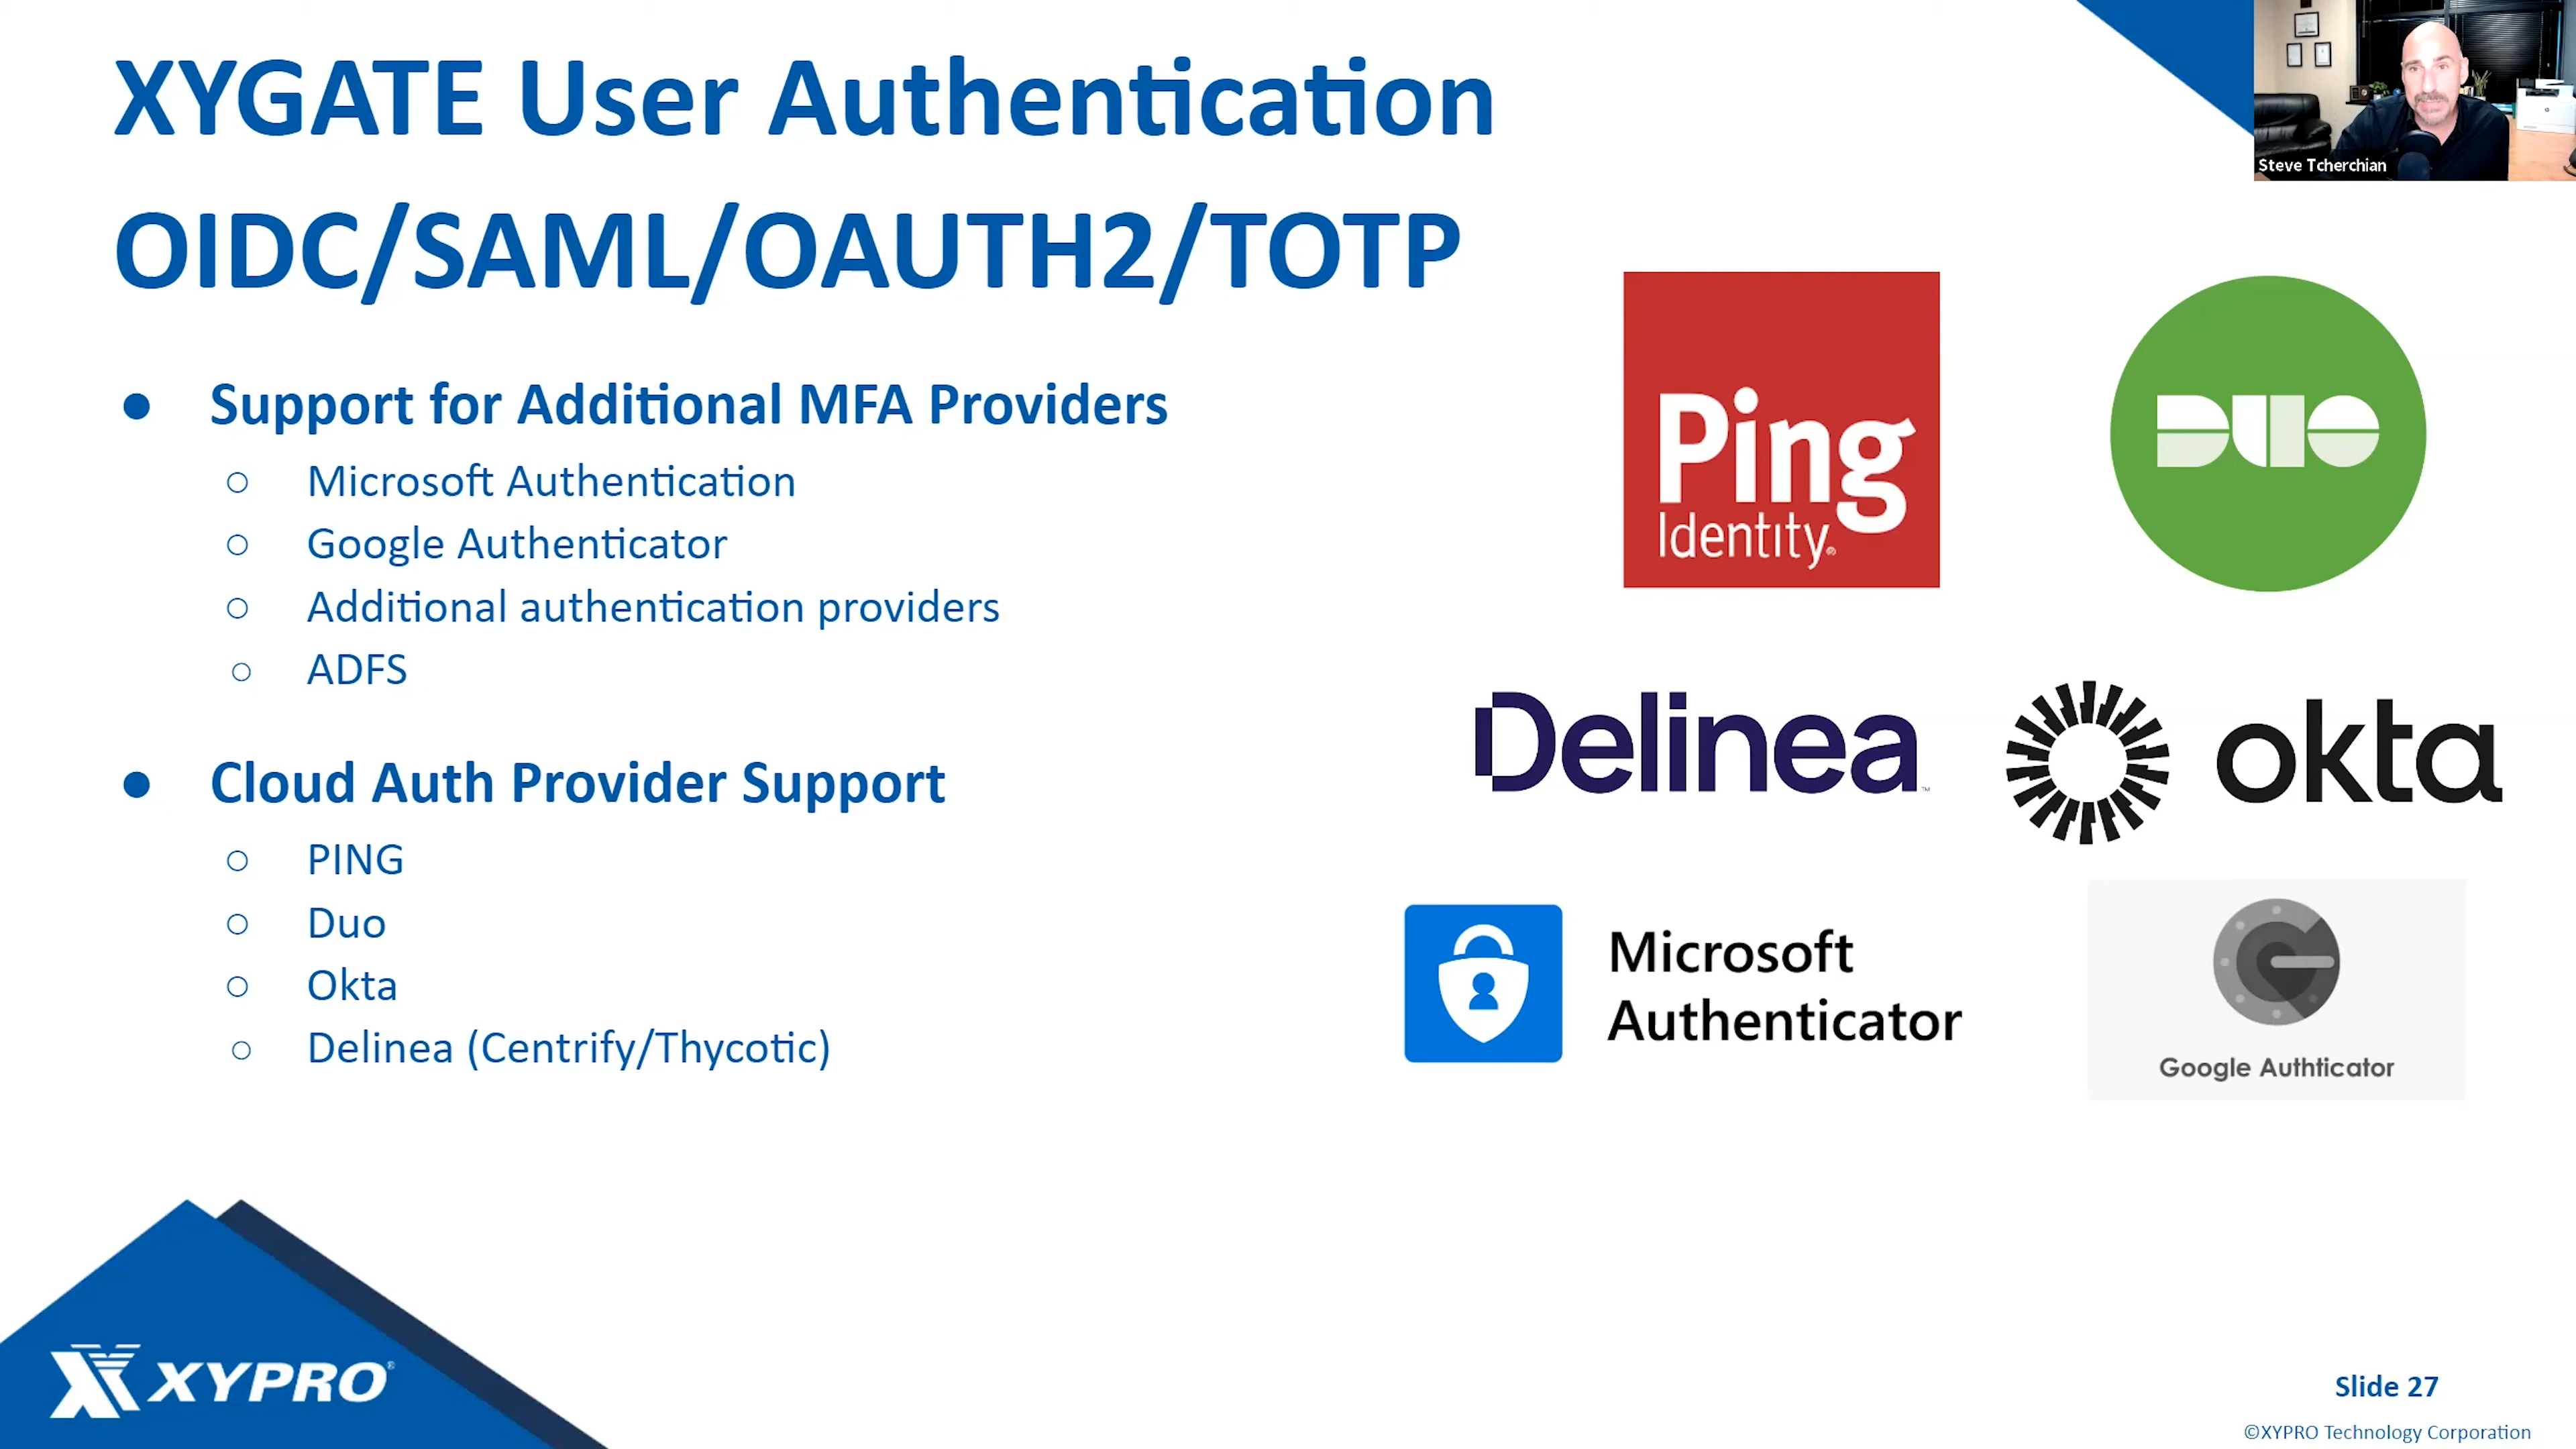 XYGATE User Authentication
OIDC/SAML/OAUTH2/TOTP
Steve Tcherchian
● Support for Additional MFA Providers
○ Microsoft Authentication
○ Google Authenticator
○ Additional authentication providers
○ ADFS
● Cloud Auth Provider Support
○ PING
○ Duo
○ Okta
○ Delinea (Centrify/Thycotic)
Ping
Identity®
DUO
Delinea™
okta
Microsoft
Authenticator
Google Authticator
XYPRO®
Slide 27
©XYPRO Technology Corporation